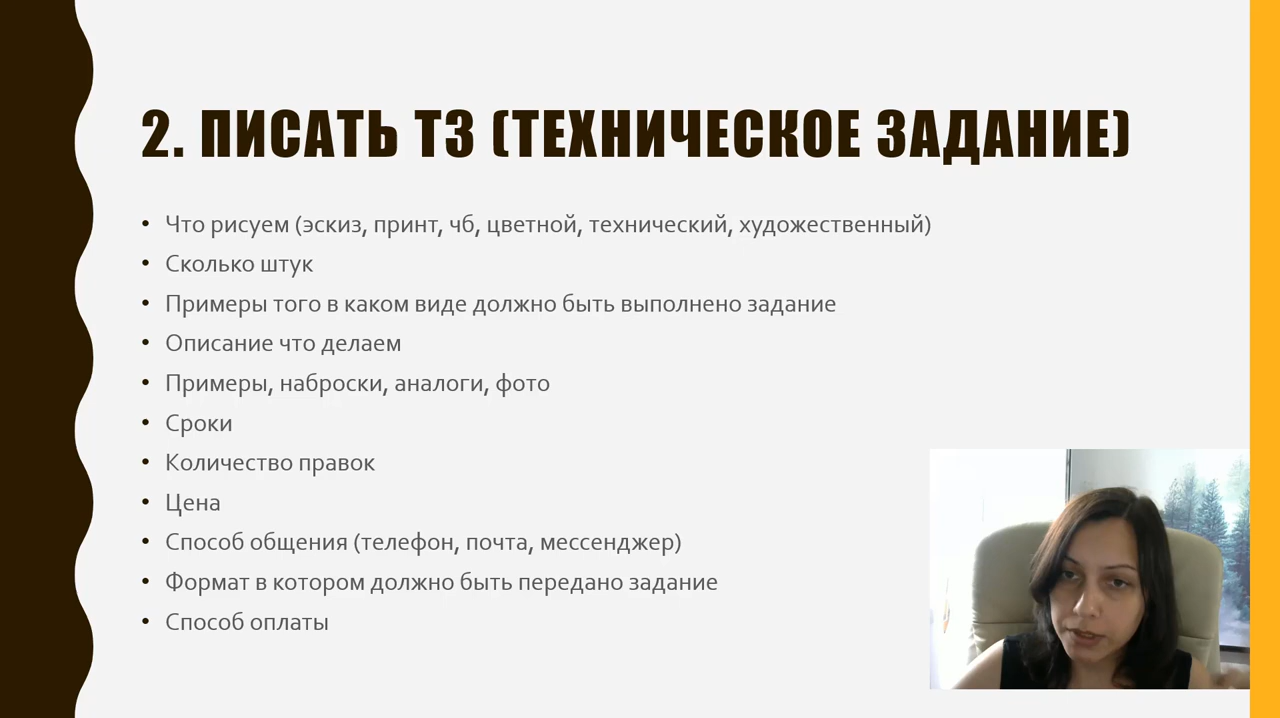 2. ПИСАТЬ ТЗ (ТЕХНИЧЕСКОЕ ЗАДАНИЕ)
• Что рисуем (эскиз, принт, чб, цветной, технический, художественный)
• Сколько штук
• Примеры того в каком виде должно быть выполнено задание
• Описание что делаем
• Примеры, наброски, аналоги, фото
• Сроки
• Количество правок
• Цена
• Способ общения (телефон, почта, мессенджер)
• Формат в котором должно быть передано задание
• Способ оплаты